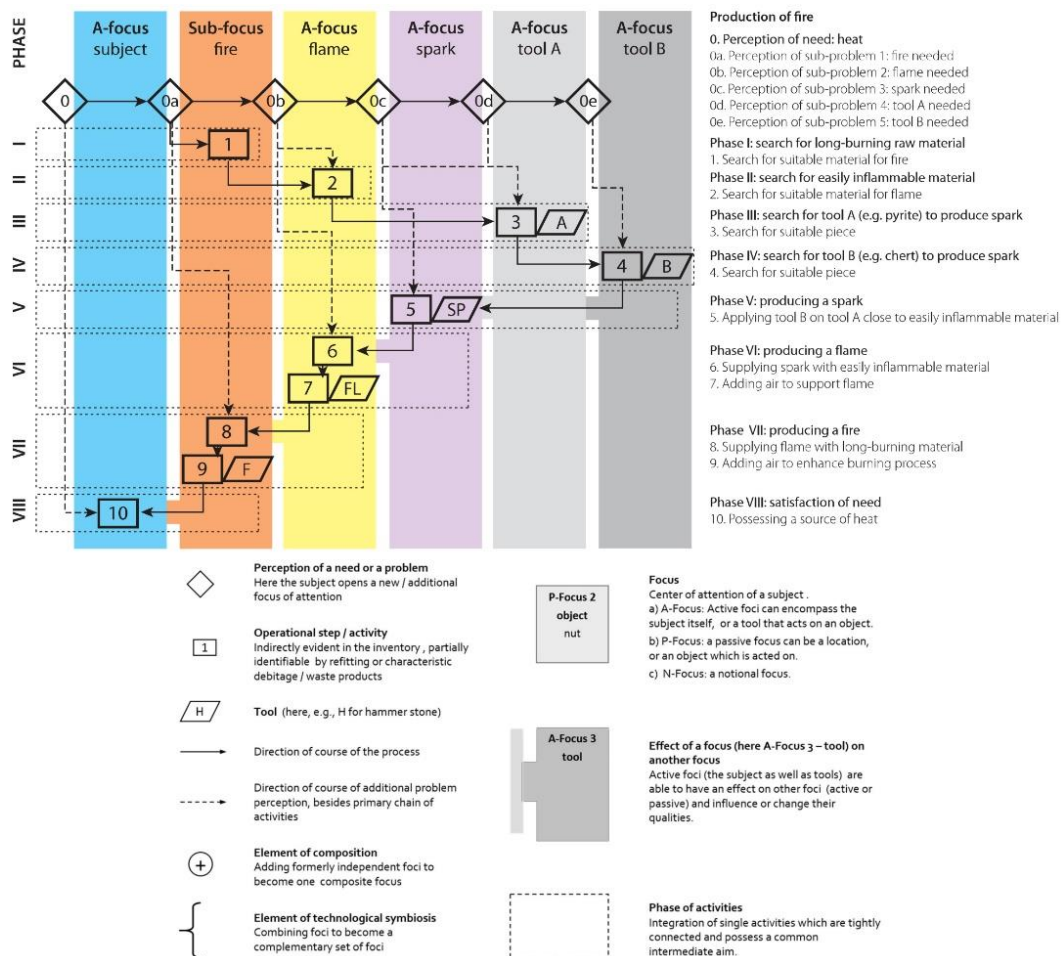 PHASE
A-focus
subject
Sub-focus
fire
A-focus
flame
A-focus
spark
A-focus
tool A
A-focus
tool B
0
0a
0b
0c
0d
0e
I
1
II
2
III
3
A
IV
4
B
V
5
SP
VI
6
7
FL
VII
8
9
F
VIII
10
Production of fire
0. Perception of need: heat
0a. Perception of sub-problem 1: fire needed
0b. Perception of sub-problem 2: flame needed
0c. Perception of sub-problem 3: spark needed
0d. Perception of sub-problem 4: tool A needed
0e. Perception of sub-problem 5: tool B needed
Phase I: search for long-burning raw material
1. Search for suitable material for fire
Phase II: search for easily inflammable material
2. Search for suitable material for flame
Phase III: search for tool A (e.g. pyrite) to produce spark
3. Search for suitable piece
Phase IV: search for tool B (e.g. chert) to produce spark
4. Search for suitable piece
Phase V: producing a spark
5. Applying tool B on tool A close to easily inflammable material
Phase VI: producing a flame
6. Supplying spark with easily inflammable material
7. Adding air to support flame
Phase VII: producing a fire
8. Supplying flame with long-burning material
9. Adding air to enhance burning process
Phase VIII: satisfaction of need
10. Possessing a source of heat
Perception of a need or a problem
Here the subject opens a new / additional
focus of attention
1
Operational step / activity
Indirectly evident in the inventory , partially
identifiable by refitting or characteristic
debitage / waste products
H
Tool (here, e.g., H for hammer stone)
Direction of course of the process
Direction of course of additional problem
perception, besides primary chain of
activities
+
Element of composition
Adding formerly independent foci to
become one composite focus
Element of technological symbiosis
Combining foci to become a
complementary set of foci
P-Focus 2
object
nut
Focus
Center of attention of a subject .
a) A-Focus: Active foci can encompass the
subject itself, or a tool that acts on an object.
b) P-Focus: a passive focus can be a location,
or an object which is acted on.
c) N-Focus: a notional focus.
A-Focus 3
tool
Effect of a focus (here A-Focus 3 – tool) on
another focus
Active foci (the subject as well as tools) are
able to have an effect on other foci (active or
passive) and influence or change their
qualities.
Phase of activities
Integration of single activities which are tightly
connected and possess a common
intermediate aim.